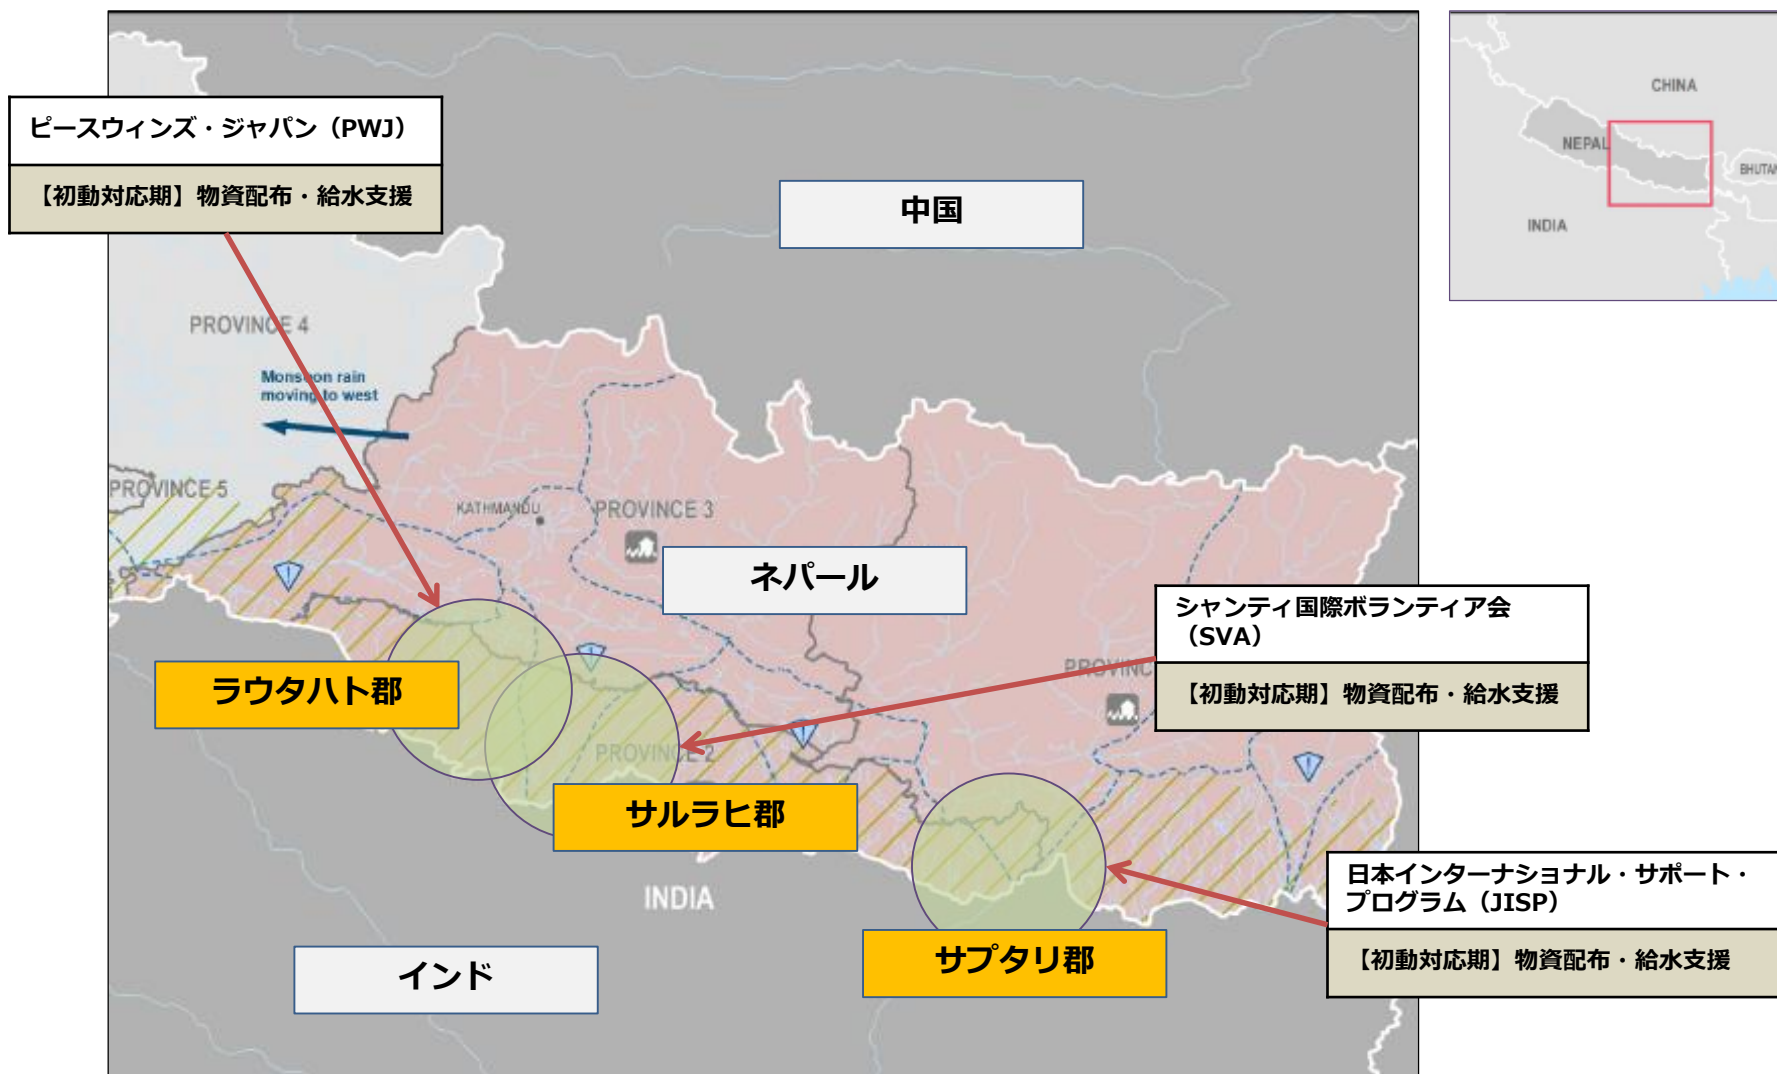 ピースウィンズ・ジャパン（PWJ）
【初動対応期】物資配布・給水支援
中国
CHINA
NEPAL
BHUTAN
INDIA
PROVINCE 4
Monsoon rain
moving to west
PROVINCE 5
KATHMANDU
PROVINCE 3
ネパール
シャンティ国際ボランティア会
（SVA）
【初動対応期】物資配布・給水支援
PROVINC
ラウタハト郡
PROVINCE 2
サルラヒ郡
INDIA
日本インターナショナル・サポート・
プログラム（JISP）
【初動対応期】物資配布・給水支援
サプタリ郡
インド